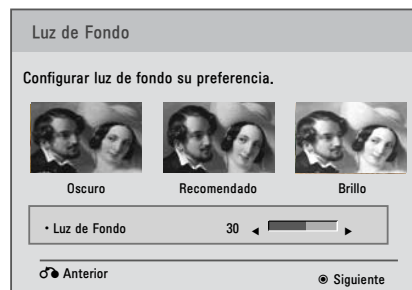 Luz de Fondo
Configurar luz de fondo su preferencia.
Oscuro Recomendado Brillo
• Luz de Fondo 30
Anterior
Siguiente